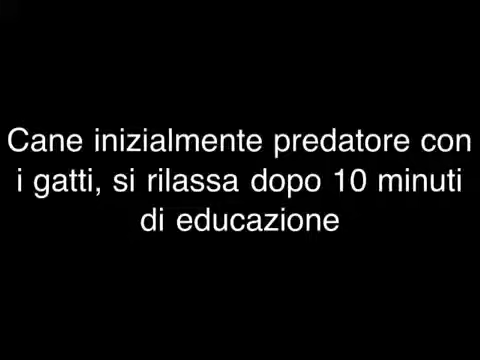 Cane inizialmente predatore con
i gatti, si rilassa dopo 10 minuti
di educazione